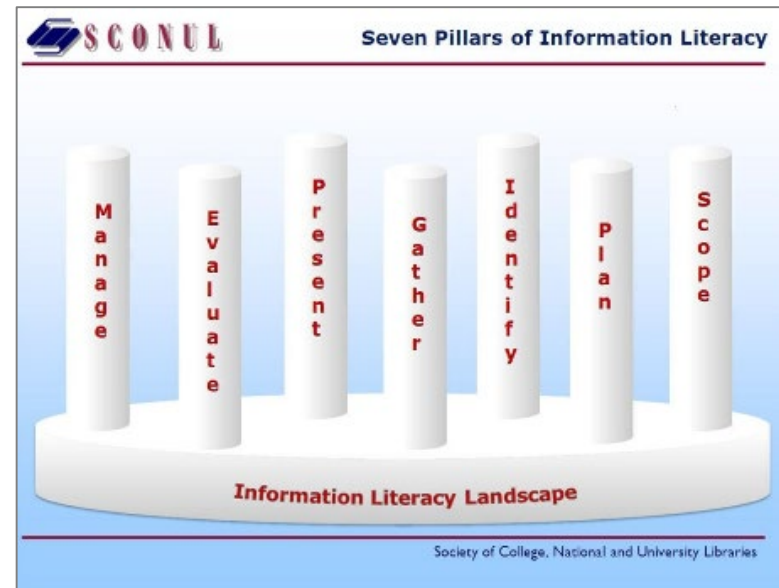 SCONUL
Seven Pillars of Information Literacy
Manage
Evaluate
Present
Gather
Identify
Plan
Scope
Information Literacy Landscape
Society of College, National and University Libraries